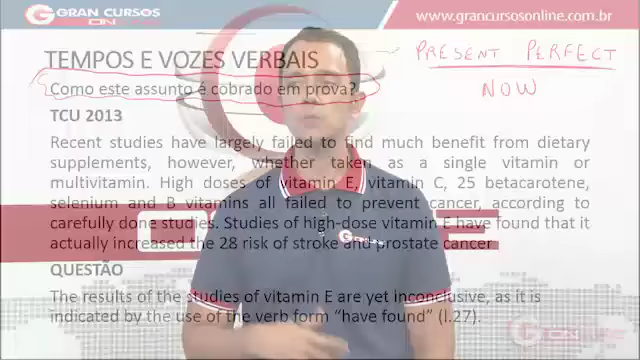 GRAN CURSOS
ONLINE
www.grancursosonline.com.br
TEMPOS E VOZES VERBAIS
PRESENT PERFECT
Como este assunto é cobrado em prova?
NOW
TCU 2013
Recent studies have largely failed to find much benefit from dietary
supplements, however, whether taken as a single vitamin or
multivitamin. High doses of vitamin E, vitamin C, 25 betacarotene,
selenium and B vitamins all failed to prevent cancer, according to
carefully done studies. Studies of high-dose vitamin E have found that it
actually increased the 28 risk of stroke and prostate cancer
QUESTÃO
The results of the studies of vitamin E are yet inconclusive, as it is
indicated by the use of the verb form “have found” (l.27).